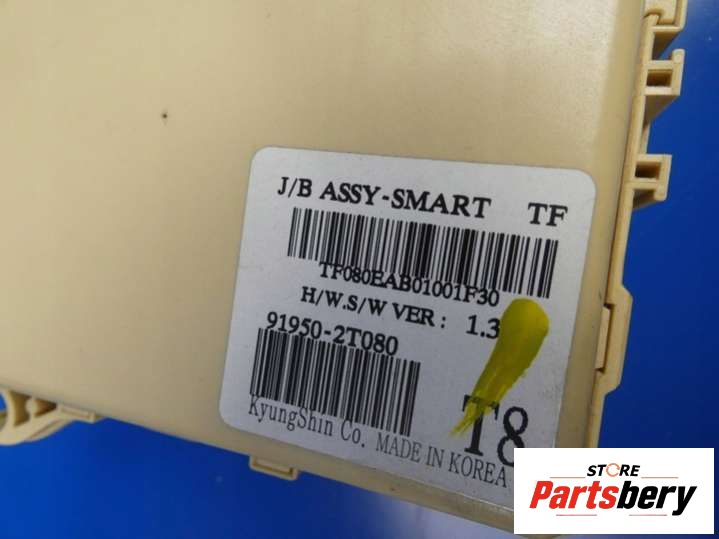 J/B ASSY-SMART TF
TF080EAB01001F30
H/W.S/W VER : 1.3
91950-2T080
T8
KyungShin Co. MADE IN KOREA
STORE
Partsbery